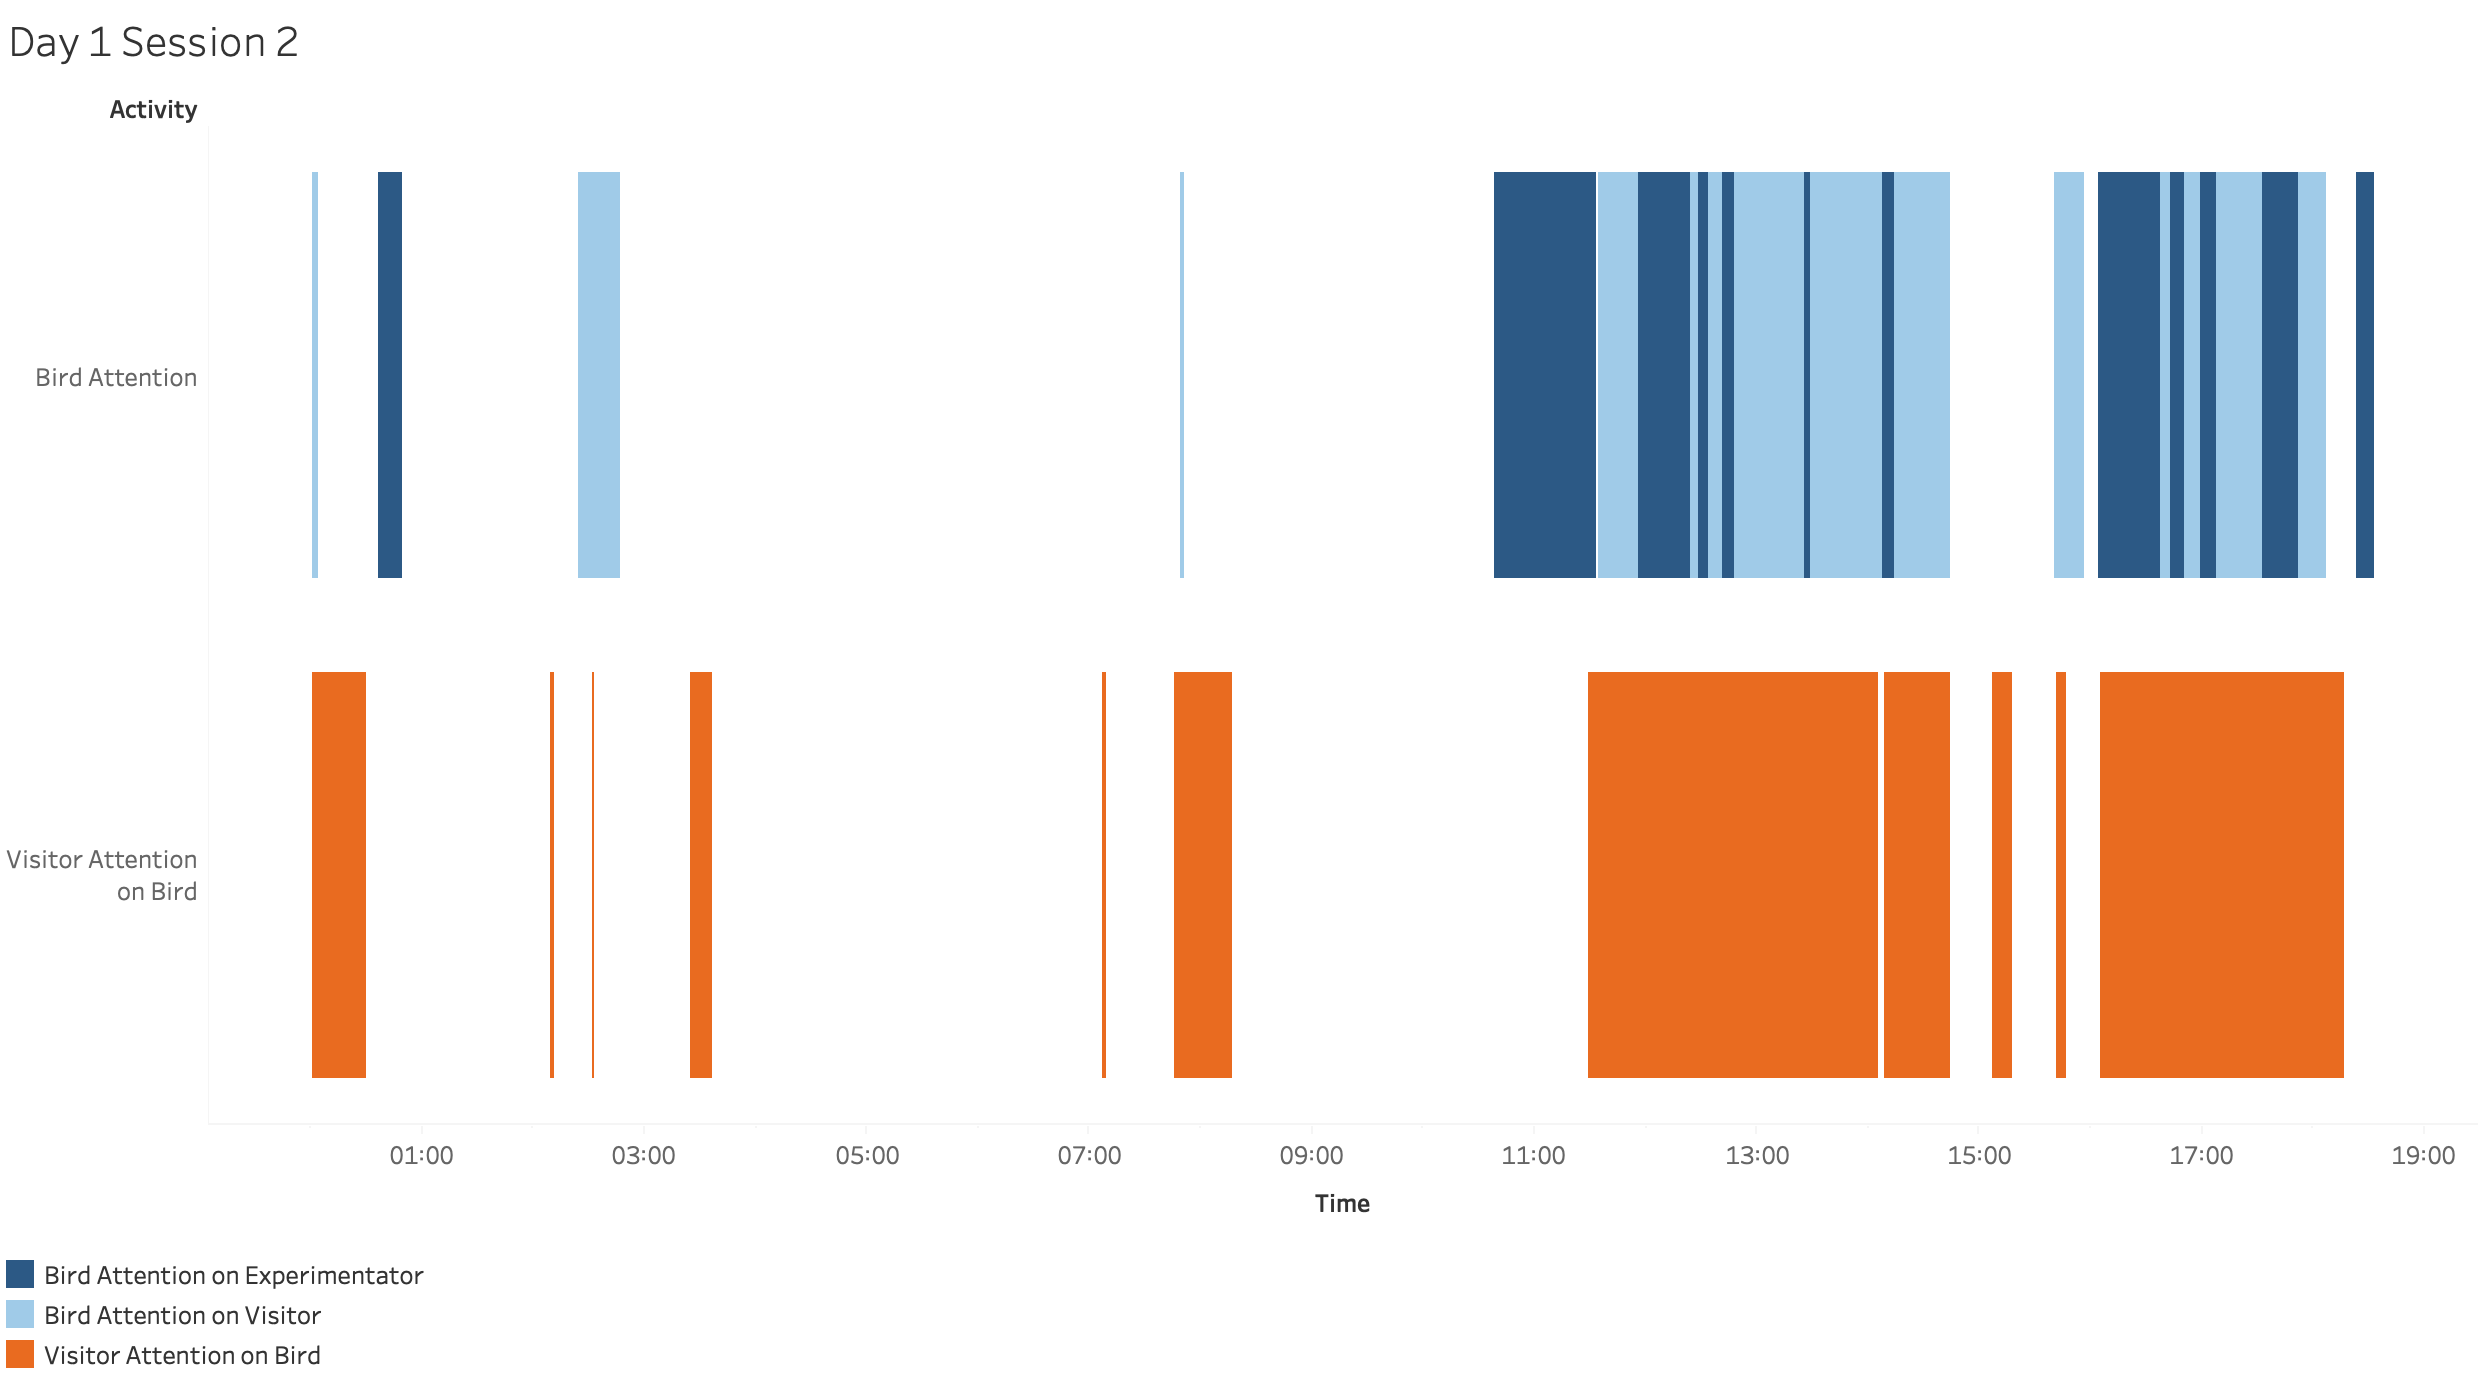 Day 1 Session 2
Activity
Bird Attention
Visitor Attention
on Bird
01:00 03:00 05:00 07:00 09:00 11:00 13:00 15:00 17:00 19:00
Time
Bird Attention on Experimentator
Bird Attention on Visitor
Visitor Attention on Bird